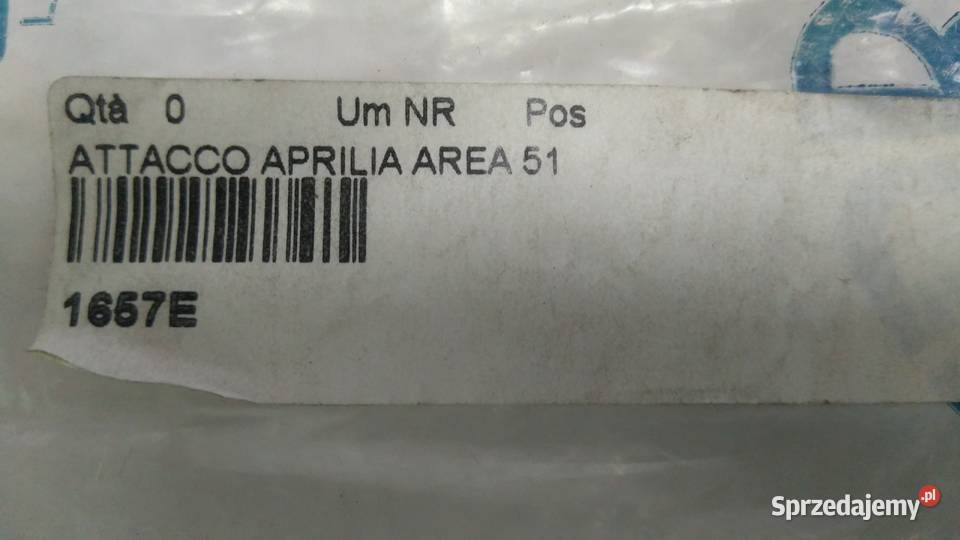 Qtà 0 Um NR Pos
ATTACCO APRILIA AREA 51
1657E
Sprzedajemy.pl